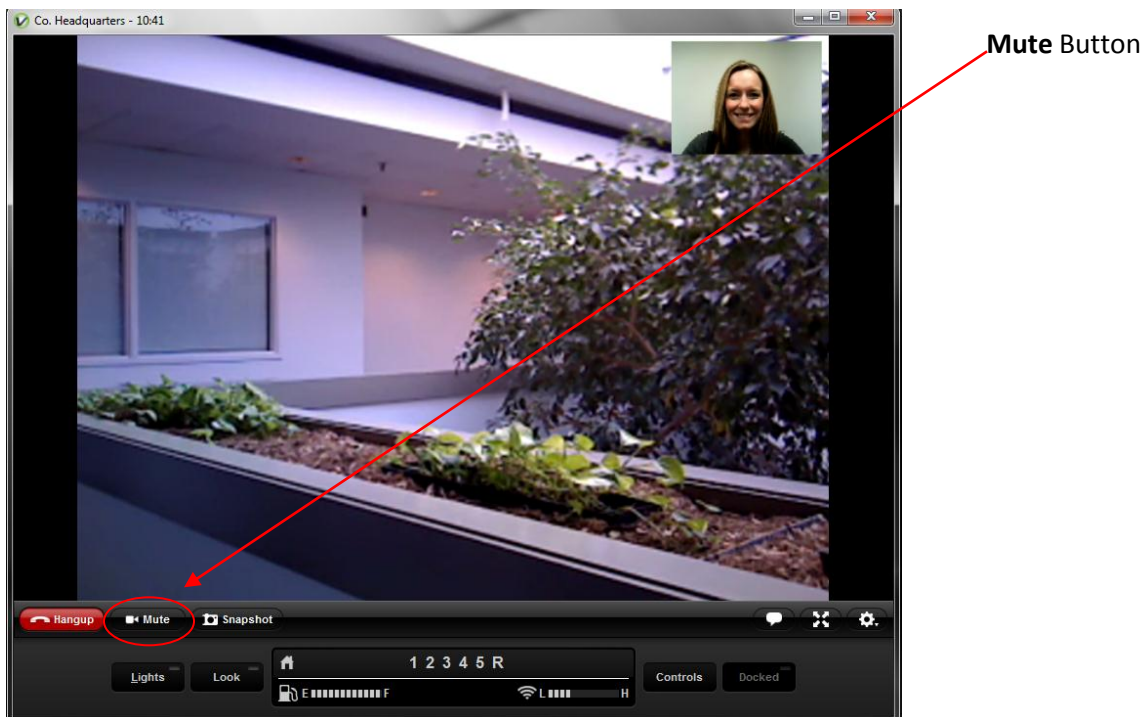 Co. Headquarters - 10:41
Mute Button
Hangup Mute Snapshot
Lights Look 1 2 3 4 5 R Controls Docked
E F L H